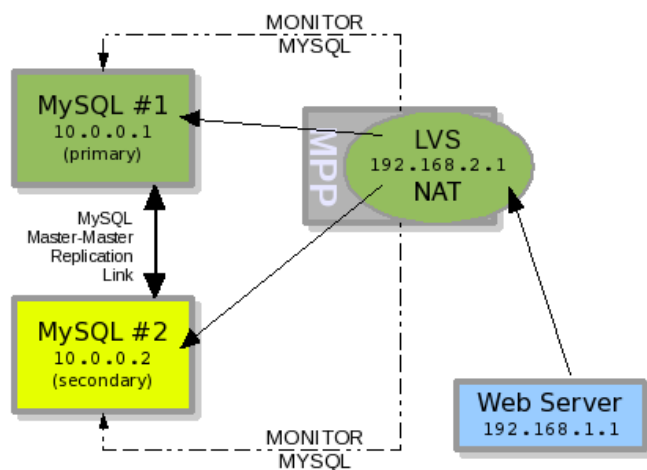 MONITOR
MYSQL
MySQL #1
10.0.0.1
(primary)
MPP
LVS
192.168.2.1
NAT
MySQL
Master-Master
Replication
Link
MySQL #2
10.0.0.2
(secondary)
Web Server
192.168.1.1
MONITOR
MYSQL